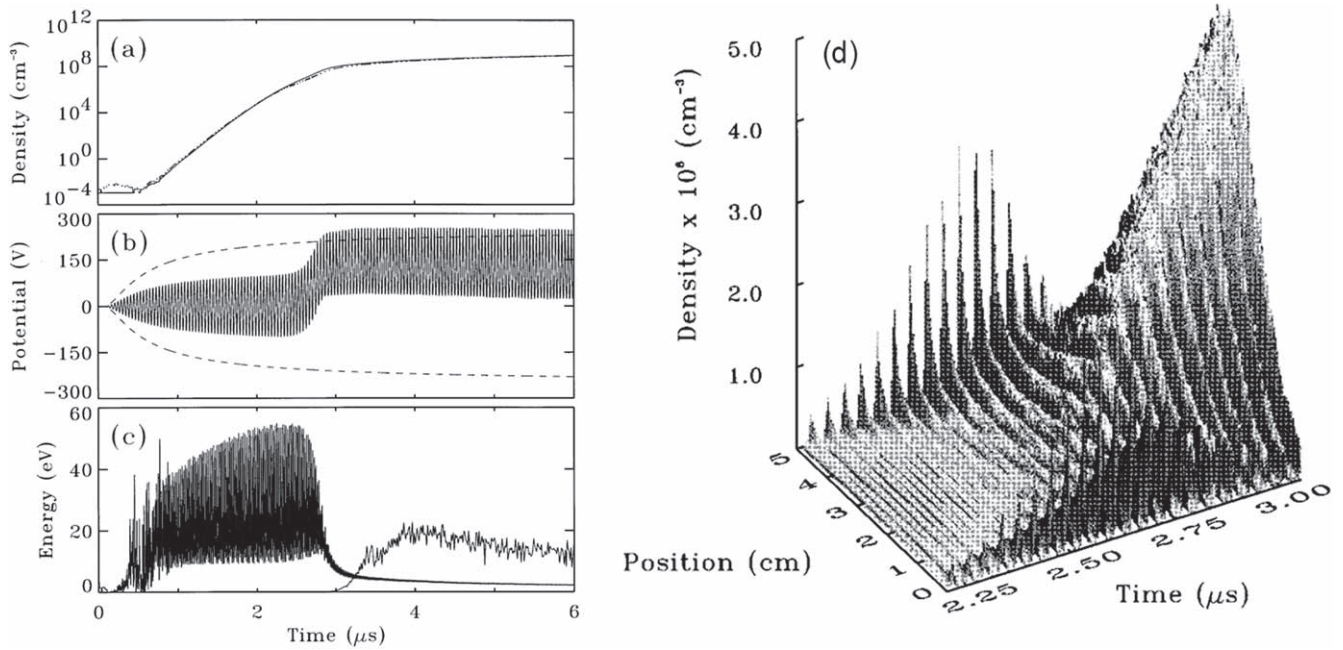 (a)
Density (cm⁻³)
10¹²
10⁸
10⁴
10⁰
10⁻⁴
(b)
Potential (V)
300
150
0
-150
-300
(c)
Energy (eV)
60
40
20
0
0 2 4 6
Time (μs)
(d)
Density x 10⁸ (cm⁻³)
5.0
4.0
3.0
2.0
1.0
5
4
3
2
1
0
Position (cm)
2.25 2.50 2.75 3.00
Time (μs)